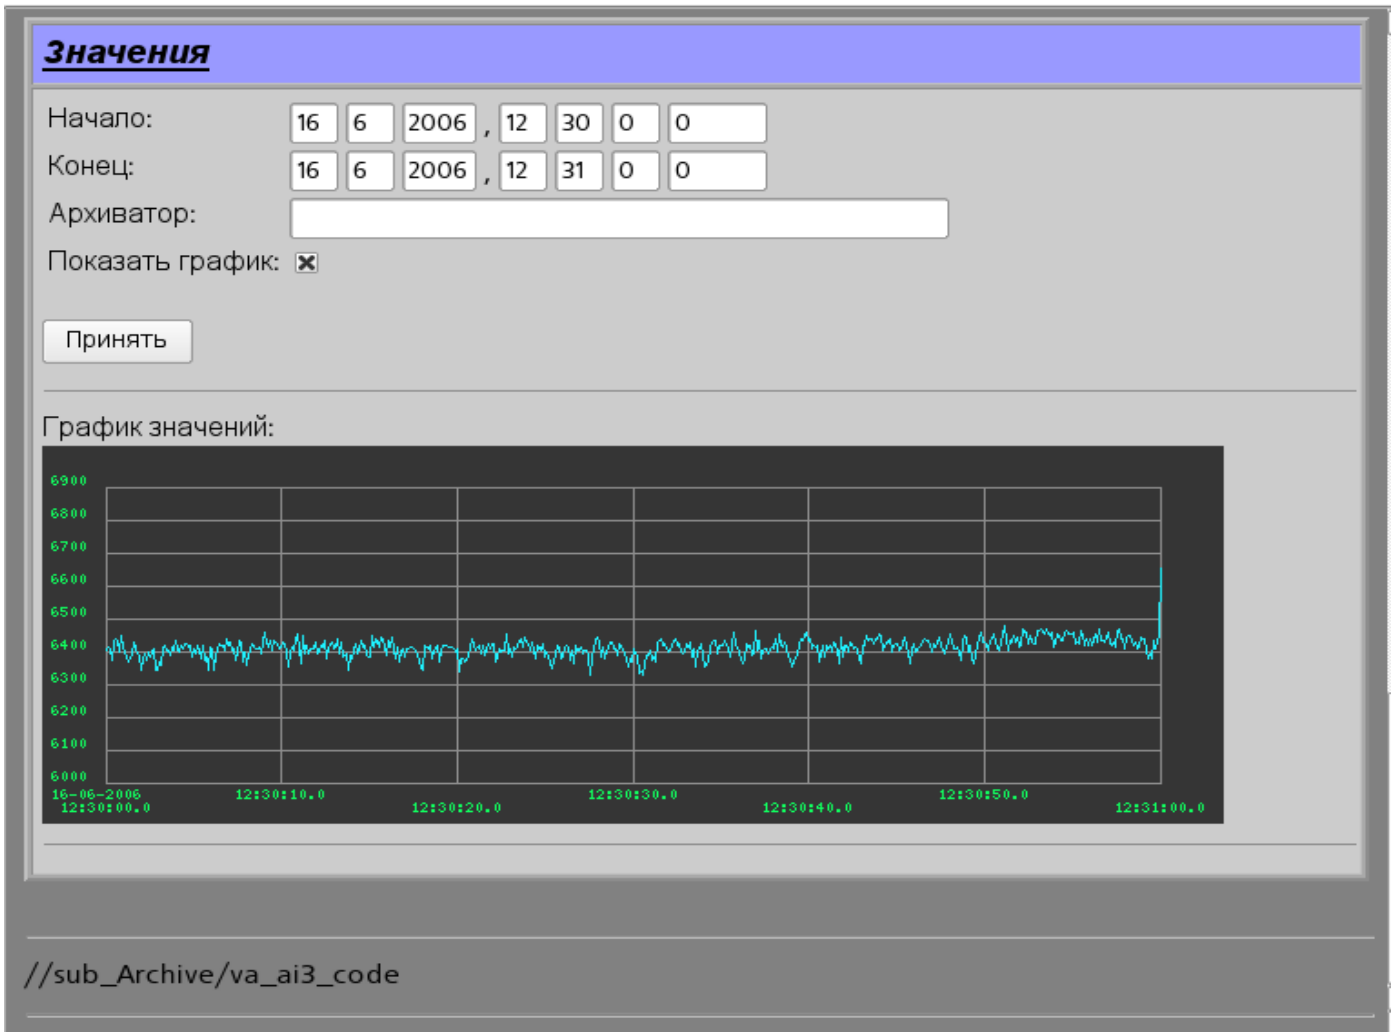 Значения
Начало: 16 6 2006 , 12 30 0 0
Конец: 16 6 2006 , 12 31 0 0
Архиватор:
Показать график:
Принять
График значений:
6900
6800
6700
6600
6500
6400
6300
6200
6100
6000
16-06-2006 12:30:10.0 12:30:30.0 12:30:50.0
12:30:00.0 12:30:20.0 12:30:40.0 12:31:00.0
//sub_Archive/va_ai3_code